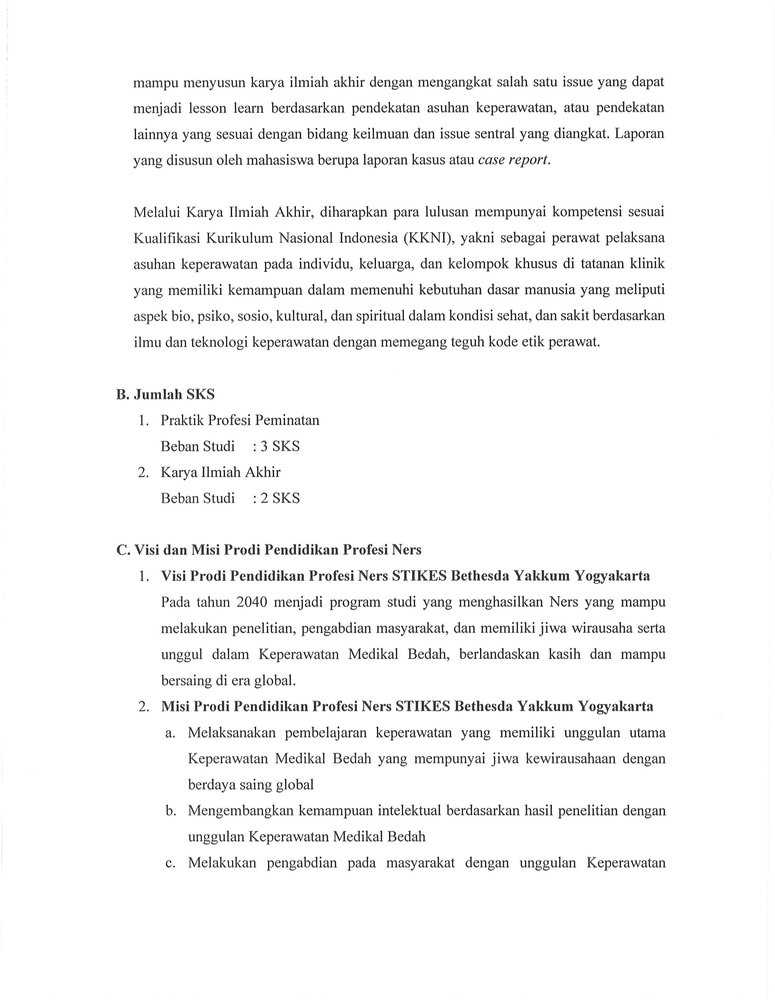 mampu menyusun karya ilmiah akhir dengan mengangkat salah satu issue yang dapat
menjadi lesson learn berdasarkan pendekatan asuhan keperawatan, atau pendekatan
lainnya yang sesuai dengan bidang keilmuan dan issue sentral yang diangkat. Laporan
yang disusun oleh mahasiswa berupa laporan kasus atau case report.
Melalui Karya Ilmiah Akhir, diharapkan para lulusan mempunyai kompetensi sesuai
Kualifikasi Kurikulum Nasional Indonesia (KKNI), yakni sebagai perawat pelaksana
asuhan keperawatan pada individu, keluarga, dan kelompok khusus di tatanan klinik
yang memiliki kemampuan dalam memenuhi kebutuhan dasar manusia yang meliputi
aspek bio, psiko, sosio, kultural, dan spiritual dalam kondisi sehat, dan sakit berdasarkan
ilmu dan teknologi keperawatan dengan memegang teguh kode etik perawat.
B. Jumlah SKS
1. Praktik Profesi Peminatan
Beban Studi : 3 SKS
2. Karya Ilmiah Akhir
Beban Studi : 2 SKS
C. Visi dan Misi Prodi Pendidikan Profesi Ners
1. Visi Prodi Pendidikan Profesi Ners STIKES Bethesda Yakkum Yogyakarta
Pada tahun 2040 menjadi program studi yang menghasilkan Ners yang mampu
melakukan penelitian, pengabdian masyarakat, dan memiliki jiwa wirausaha serta
unggul dalam Keperawatan Medikal Bedah, berlandaskan kasih dan mampu
bersaing di era global.
2. Misi Prodi Pendidikan Profesi Ners STIKES Bethesda Yakkum Yogyakarta
a. Melaksanakan pembelajaran keperawatan yang memiliki unggulan utama
Keperawatan Medikal Bedah yang mempunyai jiwa kewirausahaan dengan
berdaya saing global
b. Mengembangkan kemampuan intelektual berdasarkan hasil penelitian dengan
unggulan Keperawatan Medikal Bedah
c. Melakukan pengabdian pada masyarakat dengan unggulan Keperawatan